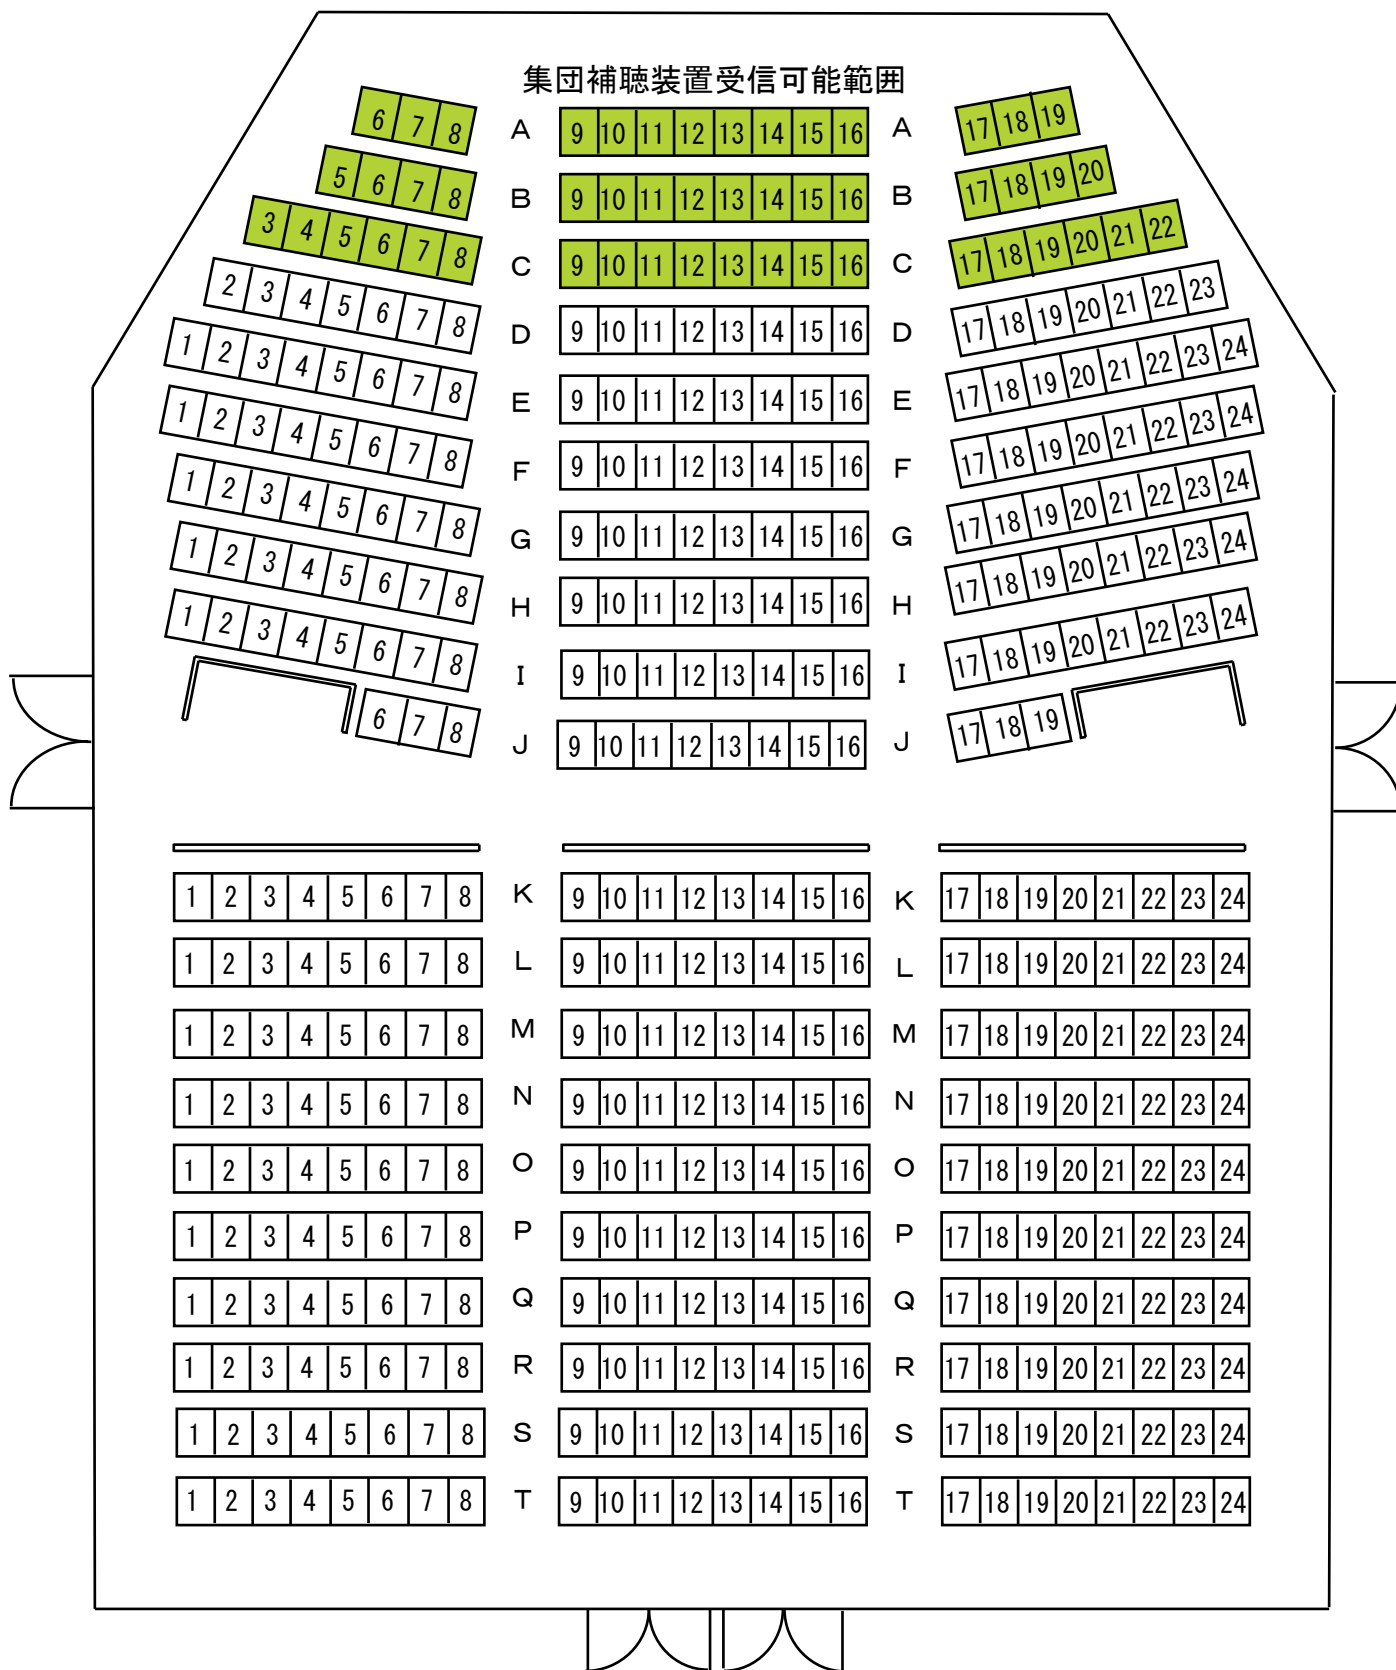 集団補聴装置受信可能範囲
6 7 8 A 9 10 11 12 13 14 15 16 A 17 18 19
5 6 7 8 B 9 10 11 12 13 14 15 16 B 17 18 19 20
3 4 5 6 7 8 C 9 10 11 12 13 14 15 16 C 17 18 19 20 21 22
2 3 4 5 6 7 8 D 9 10 11 12 13 14 15 16 D 17 18 19 20 21 22 23
1 2 3 4 5 6 7 8 E 9 10 11 12 13 14 15 16 E 17 18 19 20 21 22 23 24
1 2 3 4 5 6 7 8 F 9 10 11 12 13 14 15 16 F 17 18 19 20 21 22 23 24
1 2 3 4 5 6 7 8 G 9 10 11 12 13 14 15 16 G 17 18 19 20 21 22 23 24
1 2 3 4 5 6 7 8 H 9 10 11 12 13 14 15 16 H 17 18 19 20 21 22 23 24
1 2 3 4 5 6 7 8 I 9 10 11 12 13 14 15 16 I 17 18 19 20 21 22 23 24
6 7 8 J 9 10 11 12 13 14 15 16 J 17 18 19
1 2 3 4 5 6 7 8 K 9 10 11 12 13 14 15 16 K 17 18 19 20 21 22 23 24
1 2 3 4 5 6 7 8 L 9 10 11 12 13 14 15 16 L 17 18 19 20 21 22 23 24
1 2 3 4 5 6 7 8 M 9 10 11 12 13 14 15 16 M 17 18 19 20 21 22 23 24
1 2 3 4 5 6 7 8 N 9 10 11 12 13 14 15 16 N 17 18 19 20 21 22 23 24
1 2 3 4 5 6 7 8 O 9 10 11 12 13 14 15 16 O 17 18 19 20 21 22 23 24
1 2 3 4 5 6 7 8 P 9 10 11 12 13 14 15 16 P 17 18 19 20 21 22 23 24
1 2 3 4 5 6 7 8 Q 9 10 11 12 13 14 15 16 Q 17 18 19 20 21 22 23 24
1 2 3 4 5 6 7 8 R 9 10 11 12 13 14 15 16 R 17 18 19 20 21 22 23 24
1 2 3 4 5 6 7 8 S 9 10 11 12 13 14 15 16 S 17 18 19 20 21 22 23 24
1 2 3 4 5 6 7 8 T 9 10 11 12 13 14 15 16 T 17 18 19 20 21 22 23 24